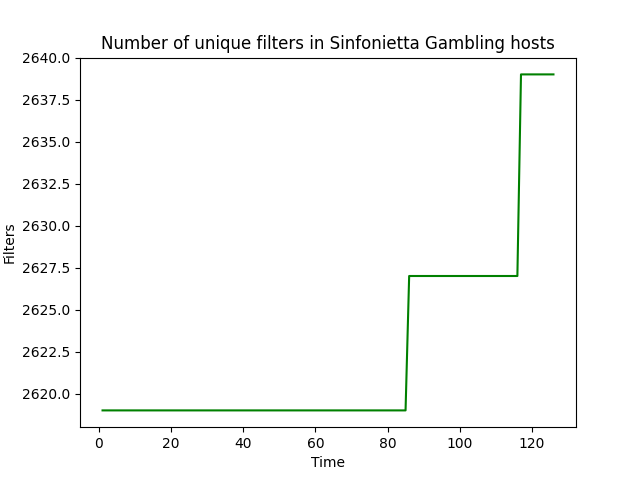 Number of unique filters in Sinfonietta Gambling hosts
2640.0
2637.5
2635.0
2632.5
2630.0
2627.5
2625.0
2622.5
2620.0
Filters
0 20 40 60 80 100 120
Time